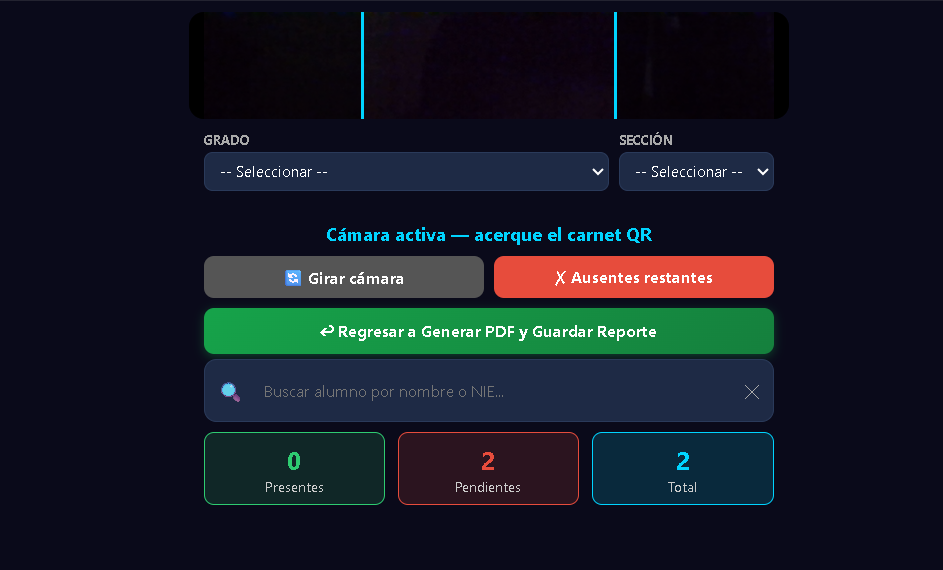 GRADO
SECCIÓN
-- Seleccionar --
-- Seleccionar --
Cámara activa — acerque el carnet QR
🔄 Girar cámara
✗ Ausentes restantes
↩ Regresar a Generar PDF y Guardar Reporte
Buscar alumno por nombre o NIE...
0
Presentes
2
Pendientes
2
Total